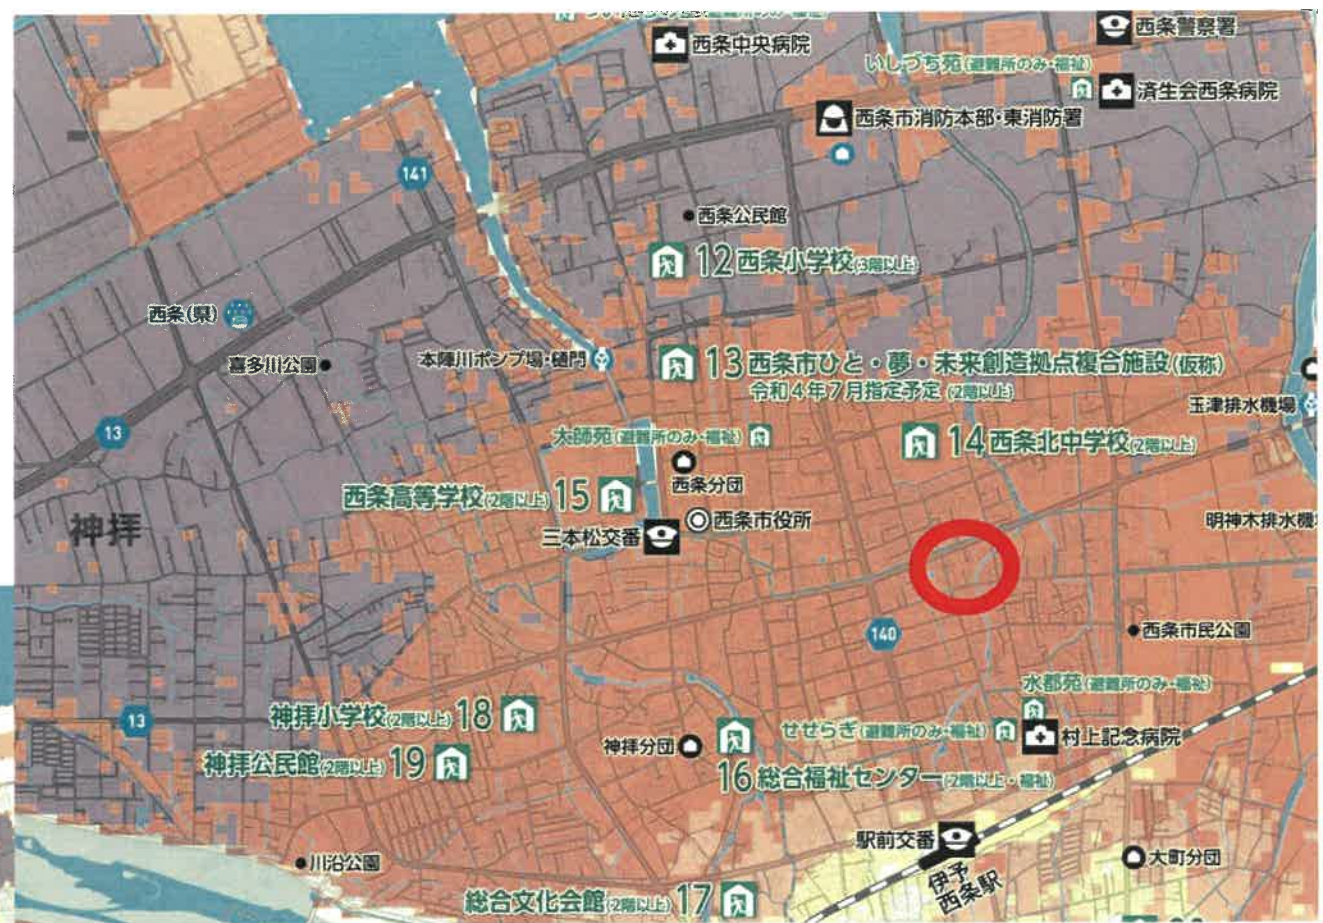 西条中央病院
西条警察署
いしづち苑(避難所のみ・福祉)
済生会西条病院
西条市消防本部・東消防署
141
西条公民館
12 西条小学校(3階以上)
西条(県)
喜多川公園
本陣川ポンプ場・樋門
13 西条市ひと・夢・未来創造拠点複合施設(仮称)
令和4年7月指定予定(2階以上)
玉津排水機場
13
大師苑(避難所のみ・福祉)
14 西条北中学校(2階以上)
西条分団
西条高等学校(2階以上) 15
西条市役所
神拝
三本松交番
明神木排水機
140
西条市民公園
水都苑(避難所のみ・福祉)
13
神拝小学校(2階以上) 18
せせらぎ(避難所のみ・福祉)
村上記念病院
神拝分団
神拝公民館(2階以上) 19
16 総合福祉センター(2階以上・福祉)
駅前交番
川沿公園
大町分団
伊予
西条駅
総合文化会館(2階以上) 17